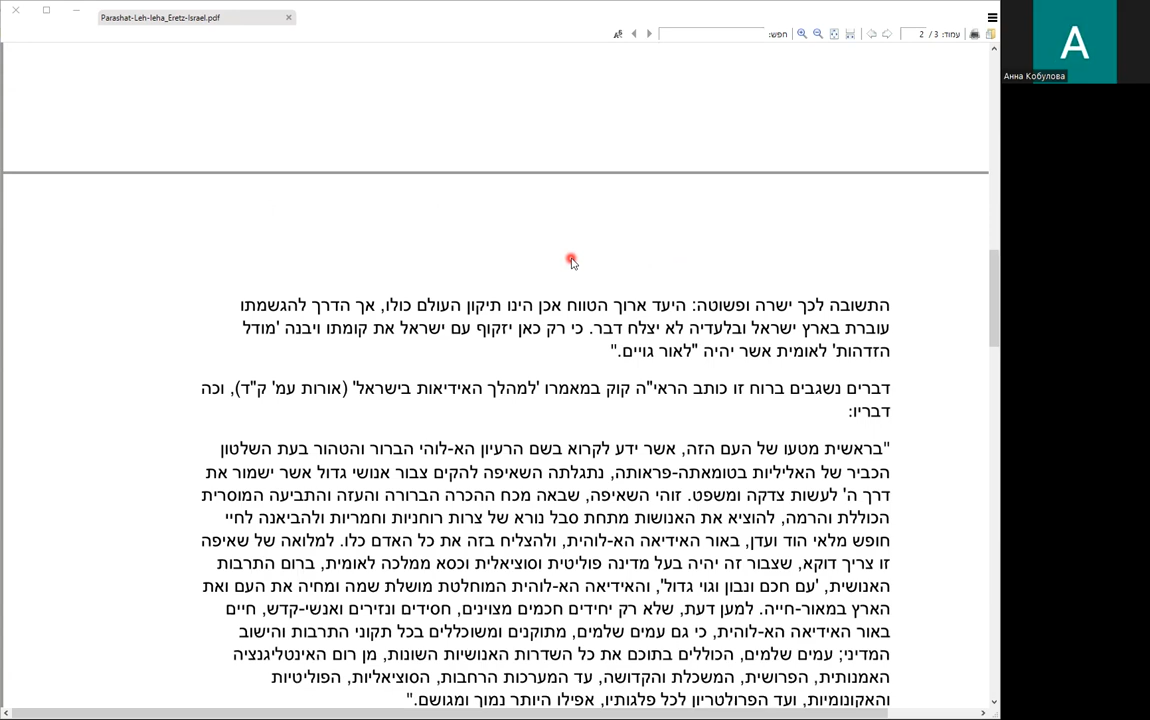 Parashat-Leh-leha_Eretz-Israel.pdf
עמוד: 2 / 3
חפש:
A
Анна Кобулова
התשובה לכך ישרה ופשוטה: היעד ארוך הטווח אכן הינו תיקון העולם כולו, אך הדרך להגשמתו
עוברת בארץ ישראל ובלעדיה לא יצלח דבר. כי רק כאן יזקוף עם ישראל את קומתו ויבנה 'מודל
הזדהות' לאומית אשר יהיה "לאור גויים."
דברים נשגבים ברוח זו כותב הראי"ה קוק במאמרו 'למהלך האידיאות בישראל' (אורות עמ' ק"ד), וכה
דבריו:
"בראשית מטעו של העם הזה, אשר ידע לקרוא בשם הרעיון הא-לוהי הברור והטהור בעת השלטון
הכביר של האליליות בטומאתה-פראותה, נתגלתה השאיפה להקים צבור אנושי גדול אשר ישמור את
דרך ה' לעשות צדקה ומשפט. זוהי השאיפה, שבאה מכח ההכרה הברורה והעזה והתביעה המוסרית
הכוללת והרמה, להוציא את האנושות מתחת סבל נורא של צרות רוחניות וחמריות ולהביאנה לחיי
חופש מלאי הוד ועדן, באור האידיאה הא-לוהית, ולהצליח בזה את כל האדם כלו. למלואה של שאיפה
זו צריך דוקא, שצבור זה יהיה בעל מדינה פוליטית וסוציאלית וכסא ממלכה לאומית, ברום התרבות
האנושית, 'עם חכם ונבון וגוי גדול', והאידיאה הא-לוהית המוחלטת מושלת שמה ומחיה את העם ואת
הארץ במאור-חייה. למען דעת, שלא רק יחידים חכמים מצוינים, חסידים ונזירים ואנשי-קדש, חיים
באור האידיאה הא-לוהית, כי גם עמים שלמים, מתוקנים ומשוכללים בכל תקוני התרבות והישוב
המדיני; עמים שלמים, הכוללים בתוכם את כל השדרות האנושיות השונות, מן רום האינטליגנציה
האמנותית, הפרושית, המשכלת והקדושה, עד המערכות הרחבות, הסוציאליות, הפוליטיות
והאקונומיות, ועד הפרולטריון לכל פלגותיו, אפילו היותר נמוך ומגושם."